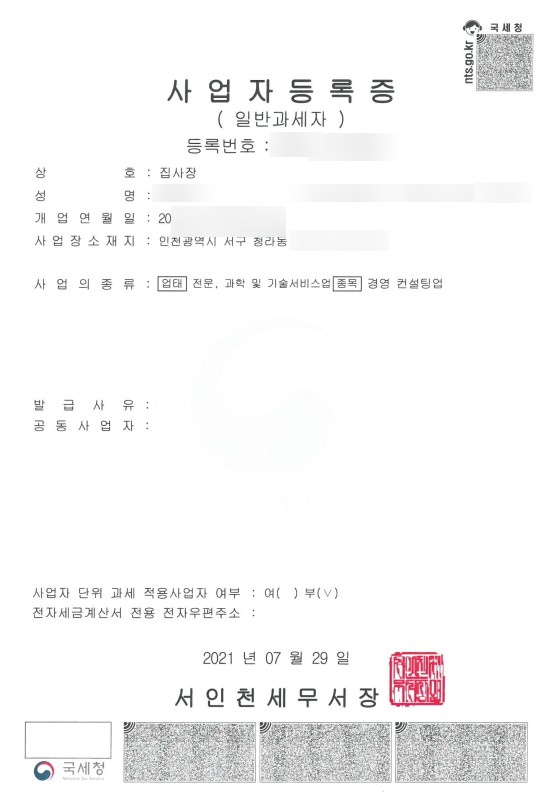 국세청
nts.go.kr
사업자등록증
( 일반과세자 )
등록번호 :
상 호 : 집사장
성 명 :
개 업 연 월 일 : 20
사 업 장 소 재 지 : 인천광역시 서구 청라동
사 업 의 종 류 : 업태 전문, 과학 및 기술서비스업 종목 경영 컨설팅업
발 급 사 유 :
공 동 사 업 자 :
사업자 단위 과세 적용사업자 여부 : 여( ) 부(∨)
전자세금계산서 전용 전자우편주소 :
2021 년 07 월 29 일
서인천세무서장
국세청
National Tax Service